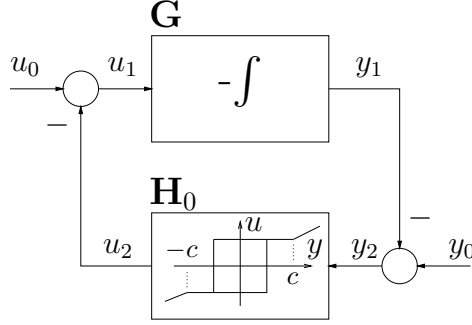 G
u₀
u₁
-∫
y₁
−
−
H₀
u
−c
y
c
u₂
y₂
y₀